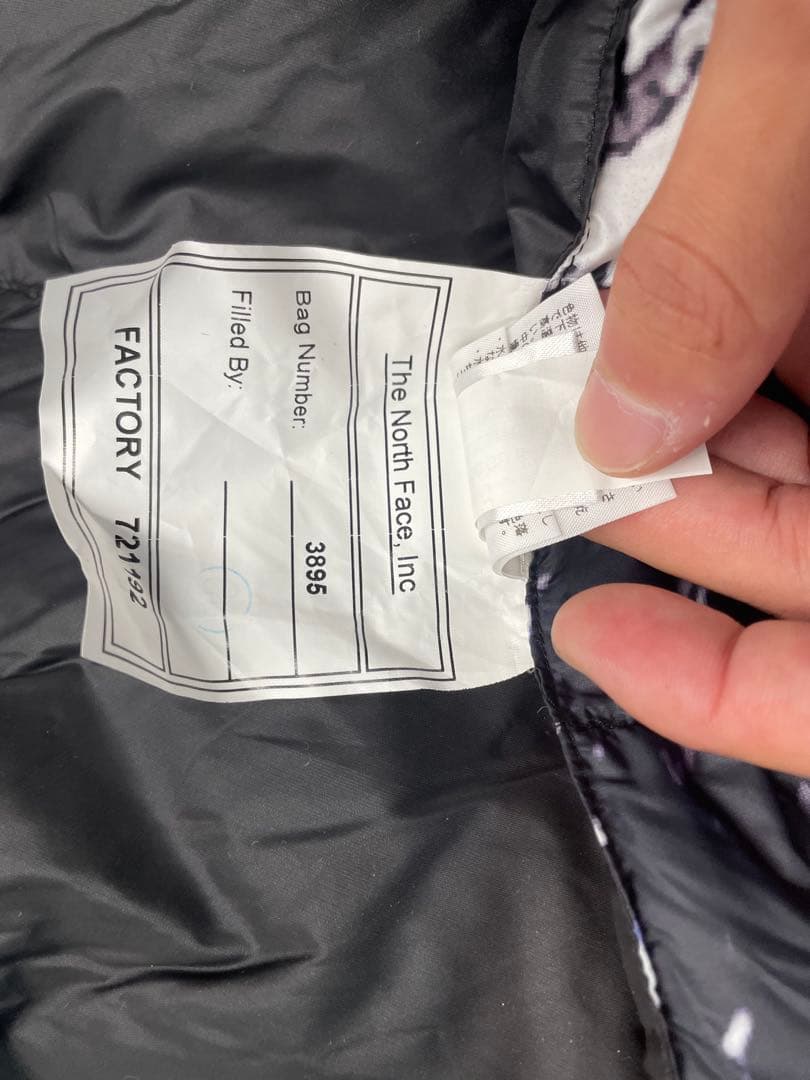 The North Face, Inc
Bag Number: 3895
Filled By:
FACTORY 721192